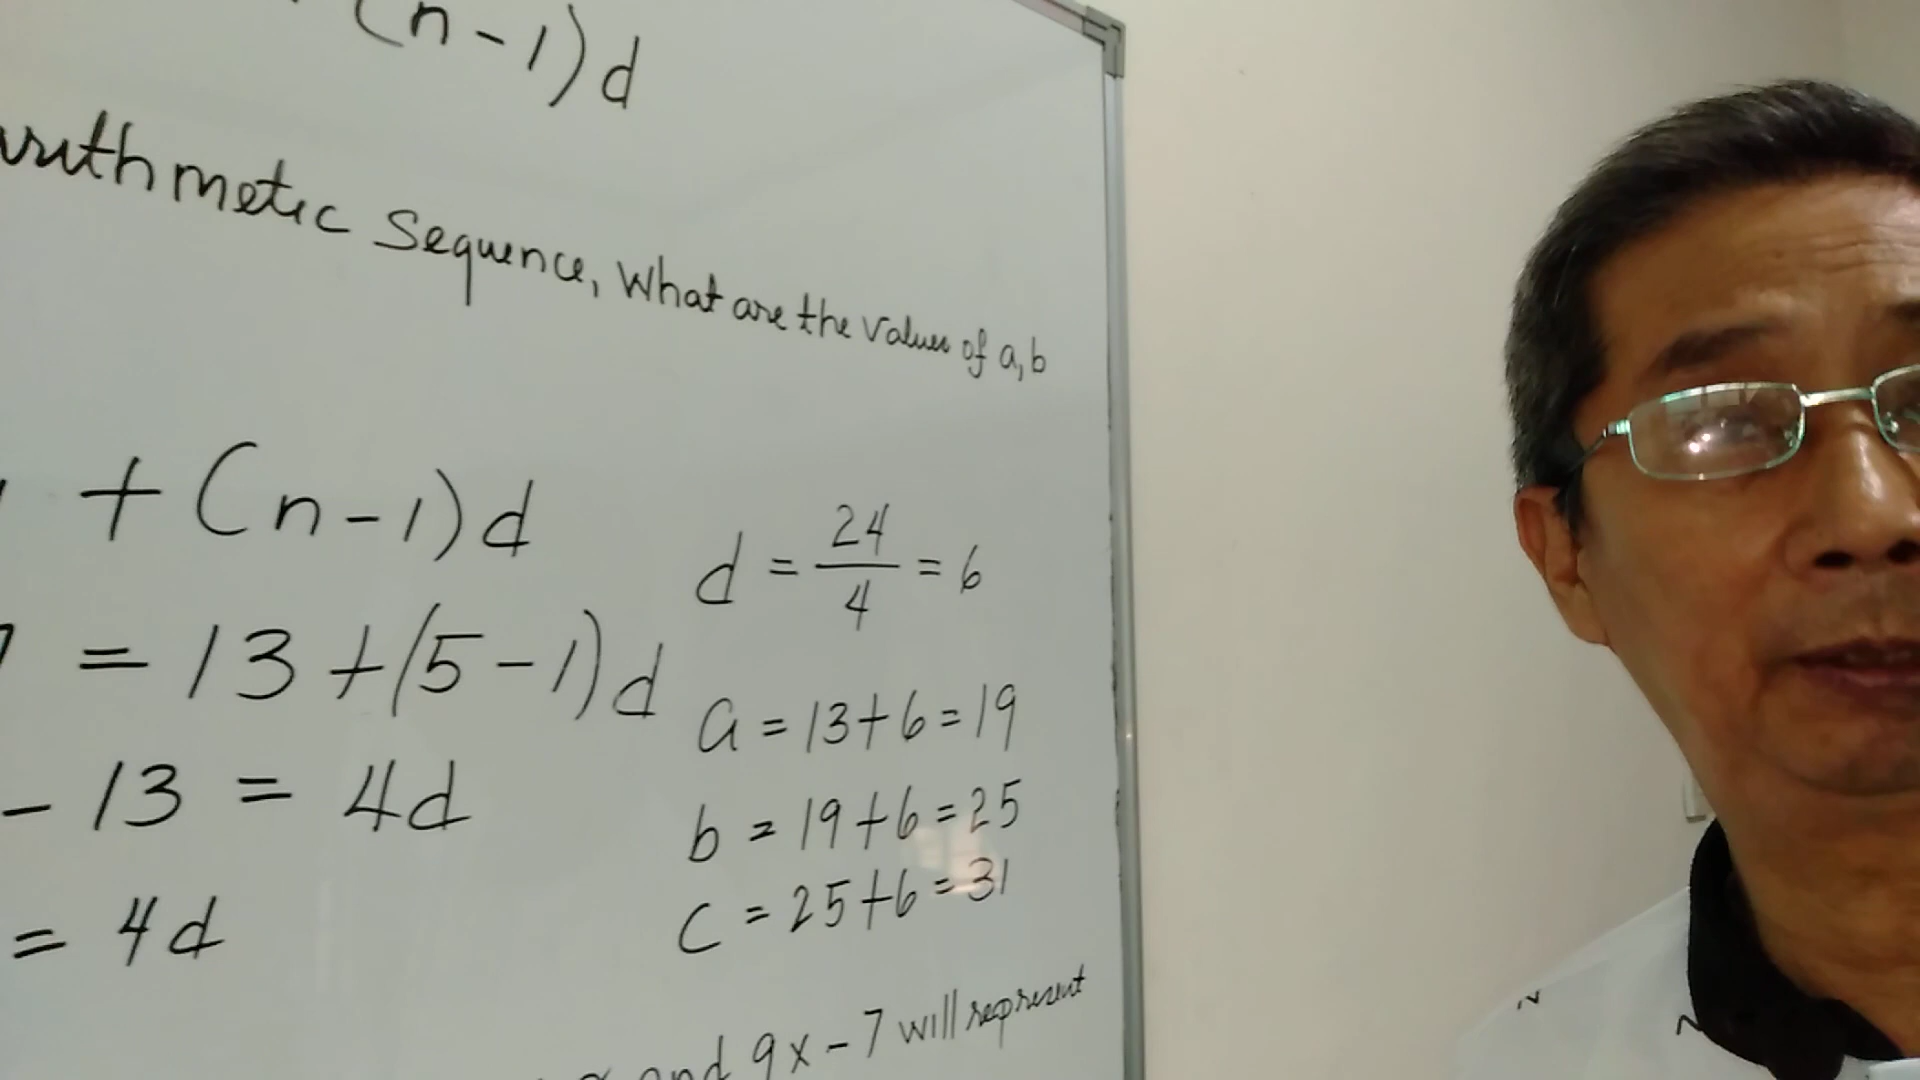 (n-1)d
arithmetic Sequence, What are the values of a, b
+ (n-1)d
d = 24/4 = 6
= 13 + (5-1)d
a = 13+6 = 19
- 13 = 4d
b = 19+6 = 25
c = 25+6 = 31
= 4d
and 9x-7 will represent